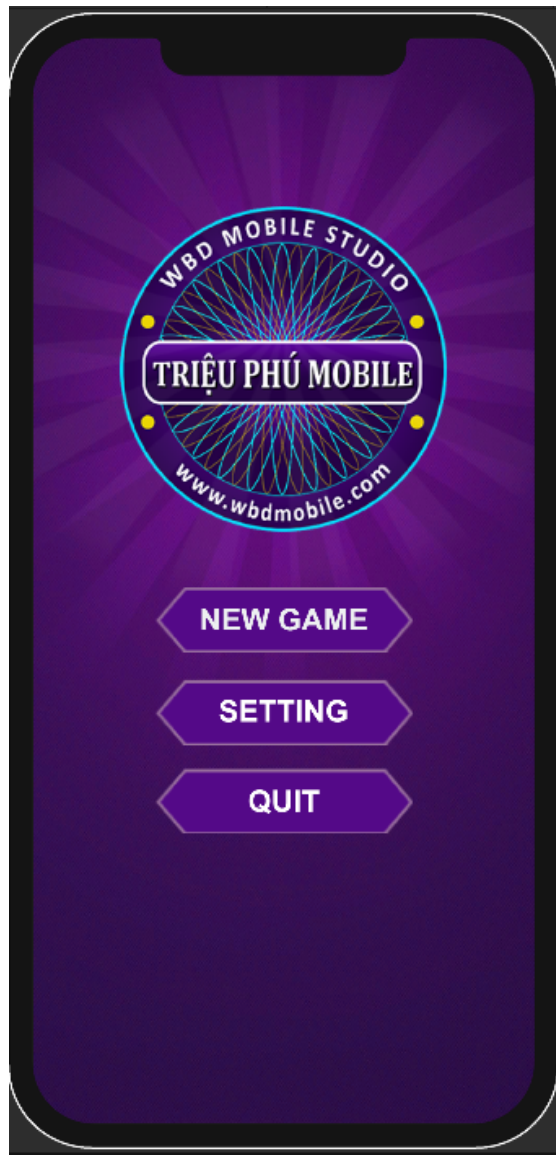 WBD MOBILE STUDIO
TRIỆU PHÚ MOBILE
www.wbdmobile.com
NEW GAME
SETTING
QUIT